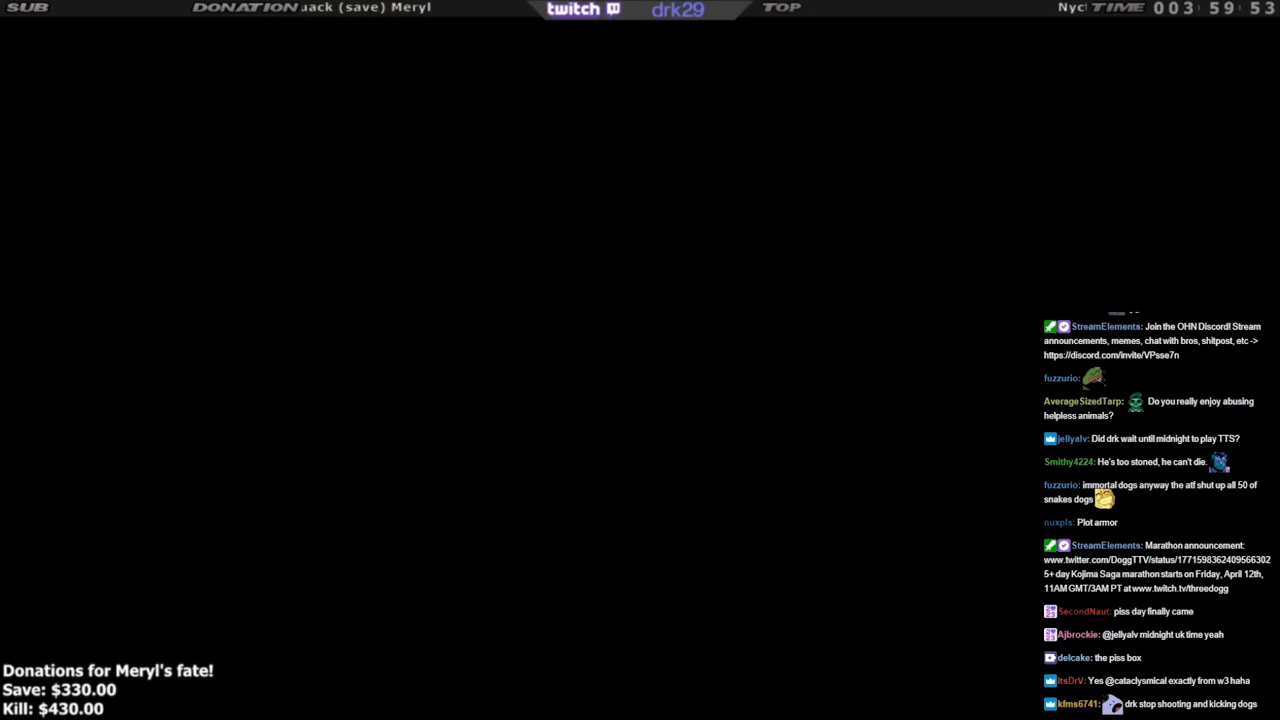 SUB DONATION uack (save) Meryl twitch drk29 TOP Nyc TIME 003:59:53
StreamElements: Join the OHN Discord! Stream
announcements, memes, chat with bros, shitpost, etc ->
https://discord.com/invite/VPsse7n
fuzzurio:
AverageSizedTarp: Do you really enjoy abusing
helpless animals?
jellyalv: Did drk wait until midnight to play TTS?
Smithy4224: He's too stoned, he can't die.
fuzzurio: immortal dogs anyway the atf shut up all 50 of
snakes dogs
nuxpls: Plot armor
StreamElements: Marathon announcement:
www.twitter.com/DoggTTV/status/1771598362409566302
5+ day Kojima Saga marathon starts on Friday, April 12th,
11AM GMT/3AM PT at www.twitch.tv/threedogg
SecondNaut: piss day finally came
Ajbrockie: @jellyalv midnight uk time yeah
delcake: the piss box
ItsDrV: Yes @cataclysmical exactly from w3 haha
kfms6741: drk stop shooting and kicking dogs
Donations for Meryl's fate!
Save: $330.00
Kill: $430.00